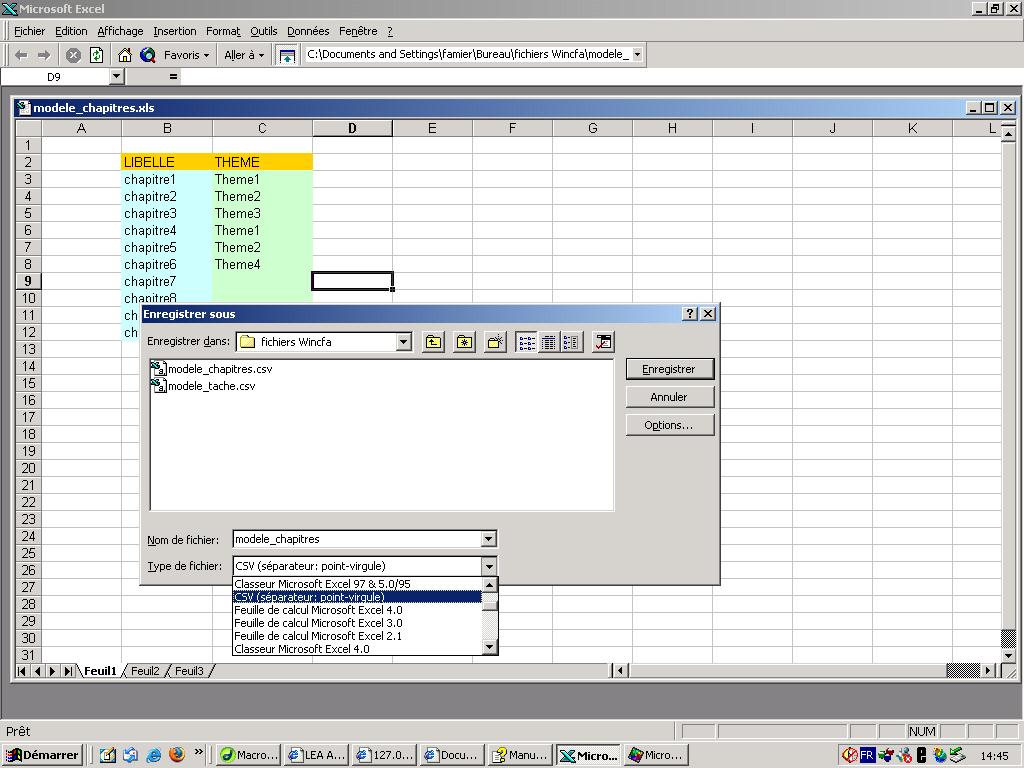 Microsoft Excel
Fichier Edition Affichage Insertion Format Outils Données Fenêtre ?
Favoris Aller à C:\Documents and Settings\famier\Bureau\fichiers Wincfa\modele_
D9 =
modele_chapitres.xls
A B C D E F G H I J K L
1
2 LIBELLE THEME
3 chapitre1 Theme1
4 chapitre2 Theme2
5 chapitre3 Theme3
6 chapitre4 Theme1
7 chapitre5 Theme2
8 chapitre6 Theme4
9 chapitre7
10 chapitre8
11 ch
12 ch
13
14
15
16
17
18
19
20
21
22
23
24
25
26
27
28
29
30
31
Enregistrer sous ?
Enregistrer dans: fichiers Wincfa
modele_chapitres.csv
modele_tache.csv
Enregistrer
Annuler
Options...
Nom de fichier: modele_chapitres
Type de fichier: CSV (séparateur: point-virgule)
Classeur Microsoft Excel 97 & 5.0/95
CSV (séparateur: point-virgule)
Feuille de calcul Microsoft Excel 4.0
Feuille de calcul Microsoft Excel 3.0
Feuille de calcul Microsoft Excel 2.1
Classeur Microsoft Excel 4.0
Feuil1 Feuil2 Feuil3
Prêt NUM
Démarrer » Macro... LEA A... 127.0... Docu... Manu... Micro... Micro... FR 14:45